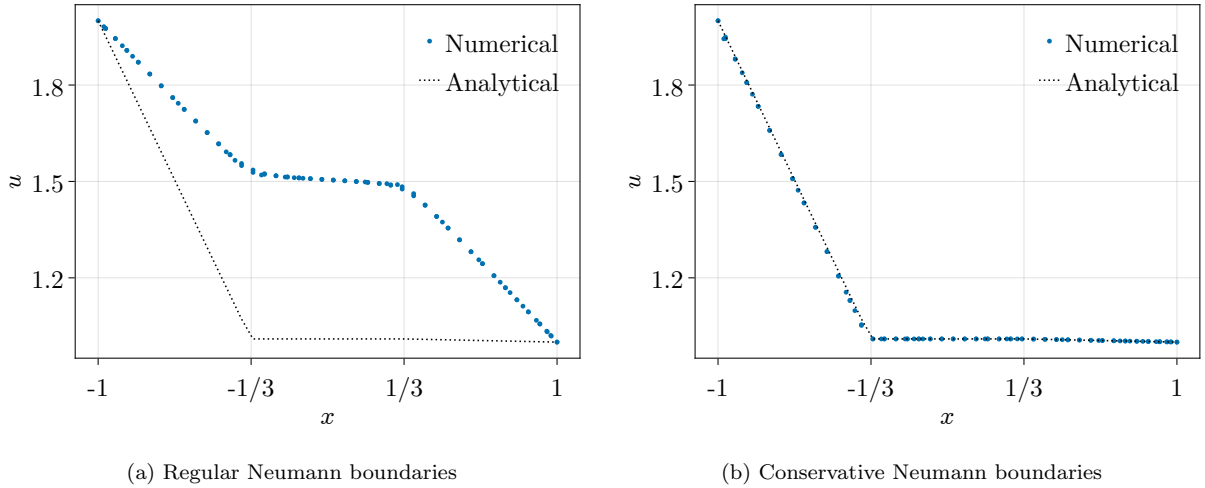 Numerical
Analytical
1.8
1.5
1.2
u
-1
-1/3
1/3
1
x
(a) Regular Neumann boundaries
Numerical
Analytical
1.8
1.5
1.2
u
-1
-1/3
1/3
1
x
(b) Conservative Neumann boundaries